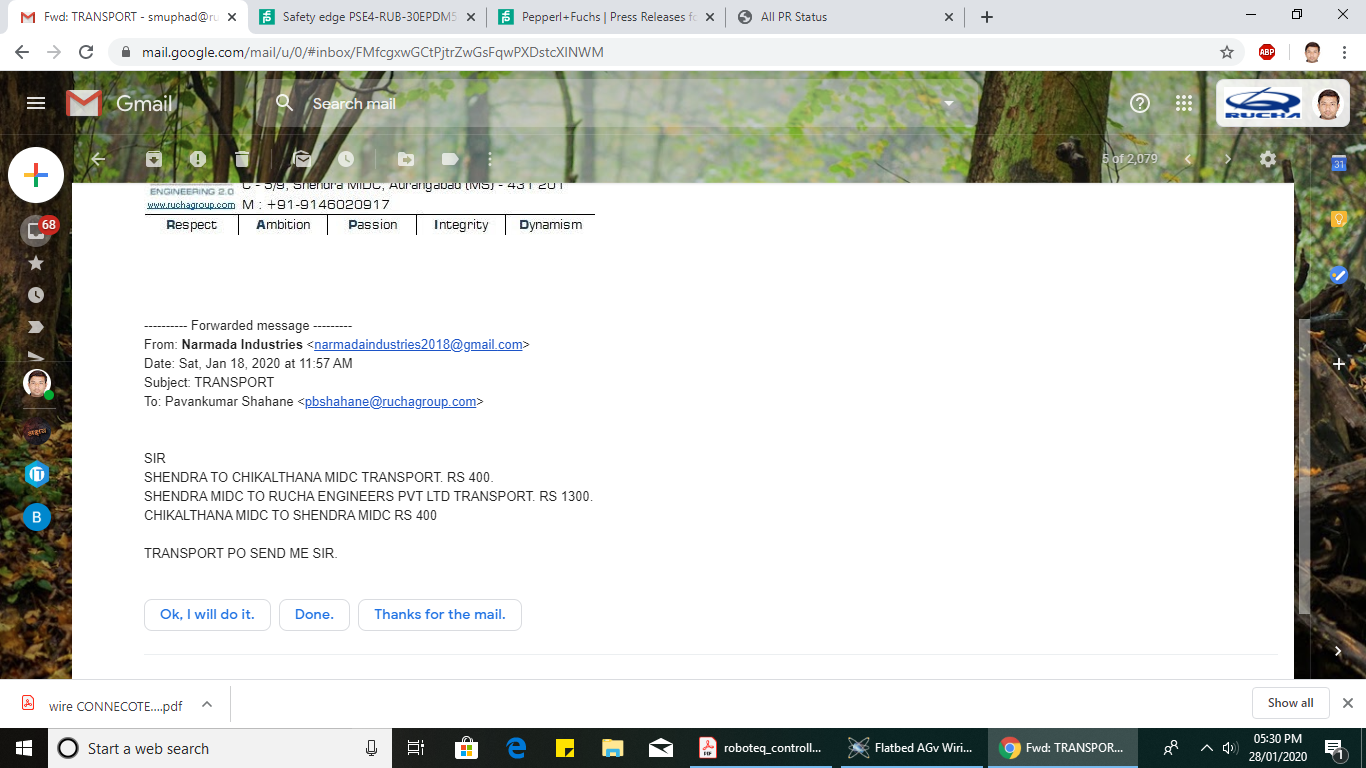 Fwd: TRANSPORT - smuphad@ru
Safety edge PSE4-RUB-30EPDM5
Pepperl+Fuchs | Press Releases fo
All PR Status
mail.google.com/mail/u/0/#inbox/FMfcgxwGCtPjtrZwGsFqwPXDstcXlNWM
ABP
Gmail
Search mail
RUCHA
5 of 2,079
31
68
ENGINEERING 2.0
C - 5/9, Shendra MIDC, Aurangabad (MS) - 431 201
www.ruchagroup.com
M : +91-9146020917
Respect Ambition Passion Integrity Dynamism
---------- Forwarded message ---------
From: Narmada Industries <narmadaindustries2018@gmail.com>
Date: Sat, Jan 18, 2020 at 11:57 AM
Subject: TRANSPORT
To: Pavankumar Shahane <pbshahane@ruchagroup.com>
SIR
SHENDRA TO CHIKALTHANA MIDC TRANSPORT. RS 400.
SHENDRA MIDC TO RUCHA ENGINEERS PVT LTD TRANSPORT. RS 1300.
CHIKALTHANA MIDC TO SHENDRA MIDC RS 400
TRANSPORT PO SEND ME SIR.
B
Ok, I will do it.
Done.
Thanks for the mail.
wire CONNECOTE....pdf
Show all
Start a web search
roboteq_controll...
Flatbed AGv Wiri...
Fwd: TRANSPOR...
05:30 PM
28/01/2020
1